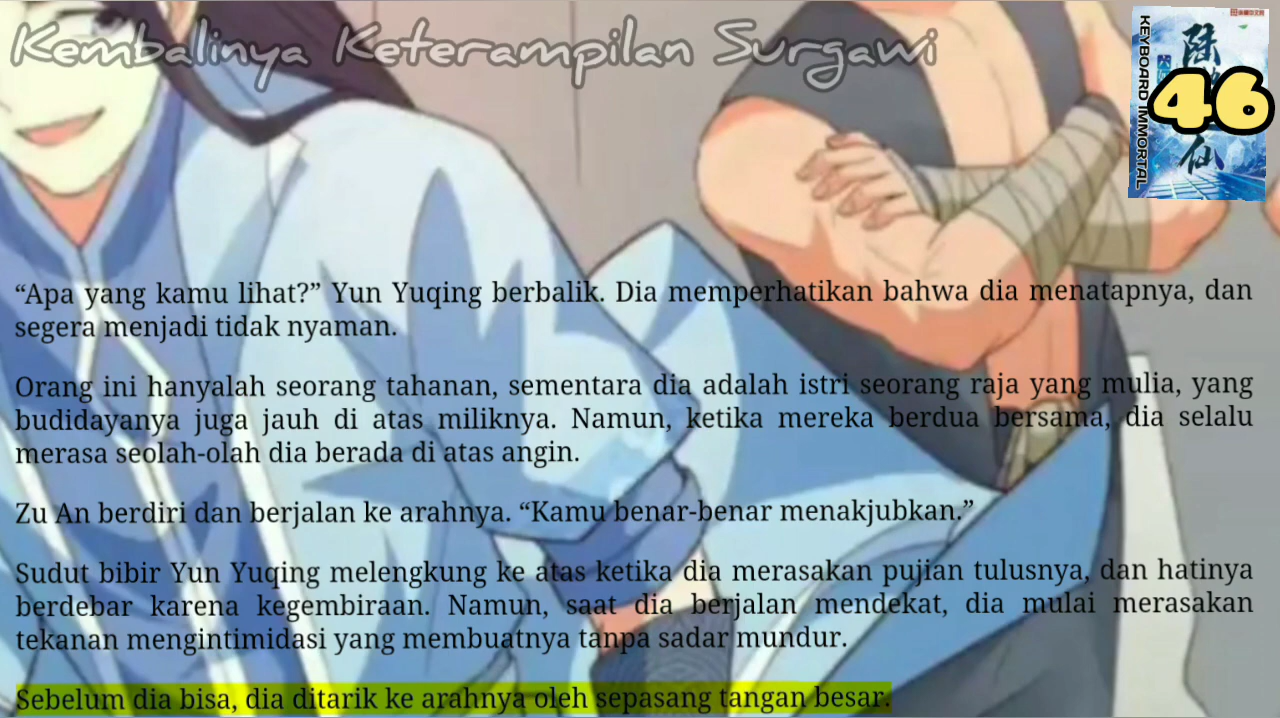 Kembalinya Keterampilan Surgawi
KEYBOARD IMMORTAL
46
仙
“Apa yang kamu lihat?” Yun Yuqing berbalik. Dia memperhatikan bahwa dia menatapnya, dan
segera menjadi tidak nyaman.
Orang ini hanyalah seorang tahanan, sementara dia adalah istri seorang raja yang mulia, yang
budidayanya juga jauh di atas miliknya. Namun, ketika mereka berdua bersama, dia selalu
merasa seolah-olah dia berada di atas angin.
Zu An berdiri dan berjalan ke arahnya. “Kamu benar-benar menakjubkan.”
Sudut bibir Yun Yuqing melengkung ke atas ketika dia merasakan pujian tulusnya, dan hatinya
berdebar karena kegembiraan. Namun, saat dia berjalan mendekat, dia mulai merasakan
tekanan mengintimidasi yang membuatnya tanpa sadar mundur.
Sebelum dia bisa, dia ditarik ke arahnya oleh sepasang tangan besar.